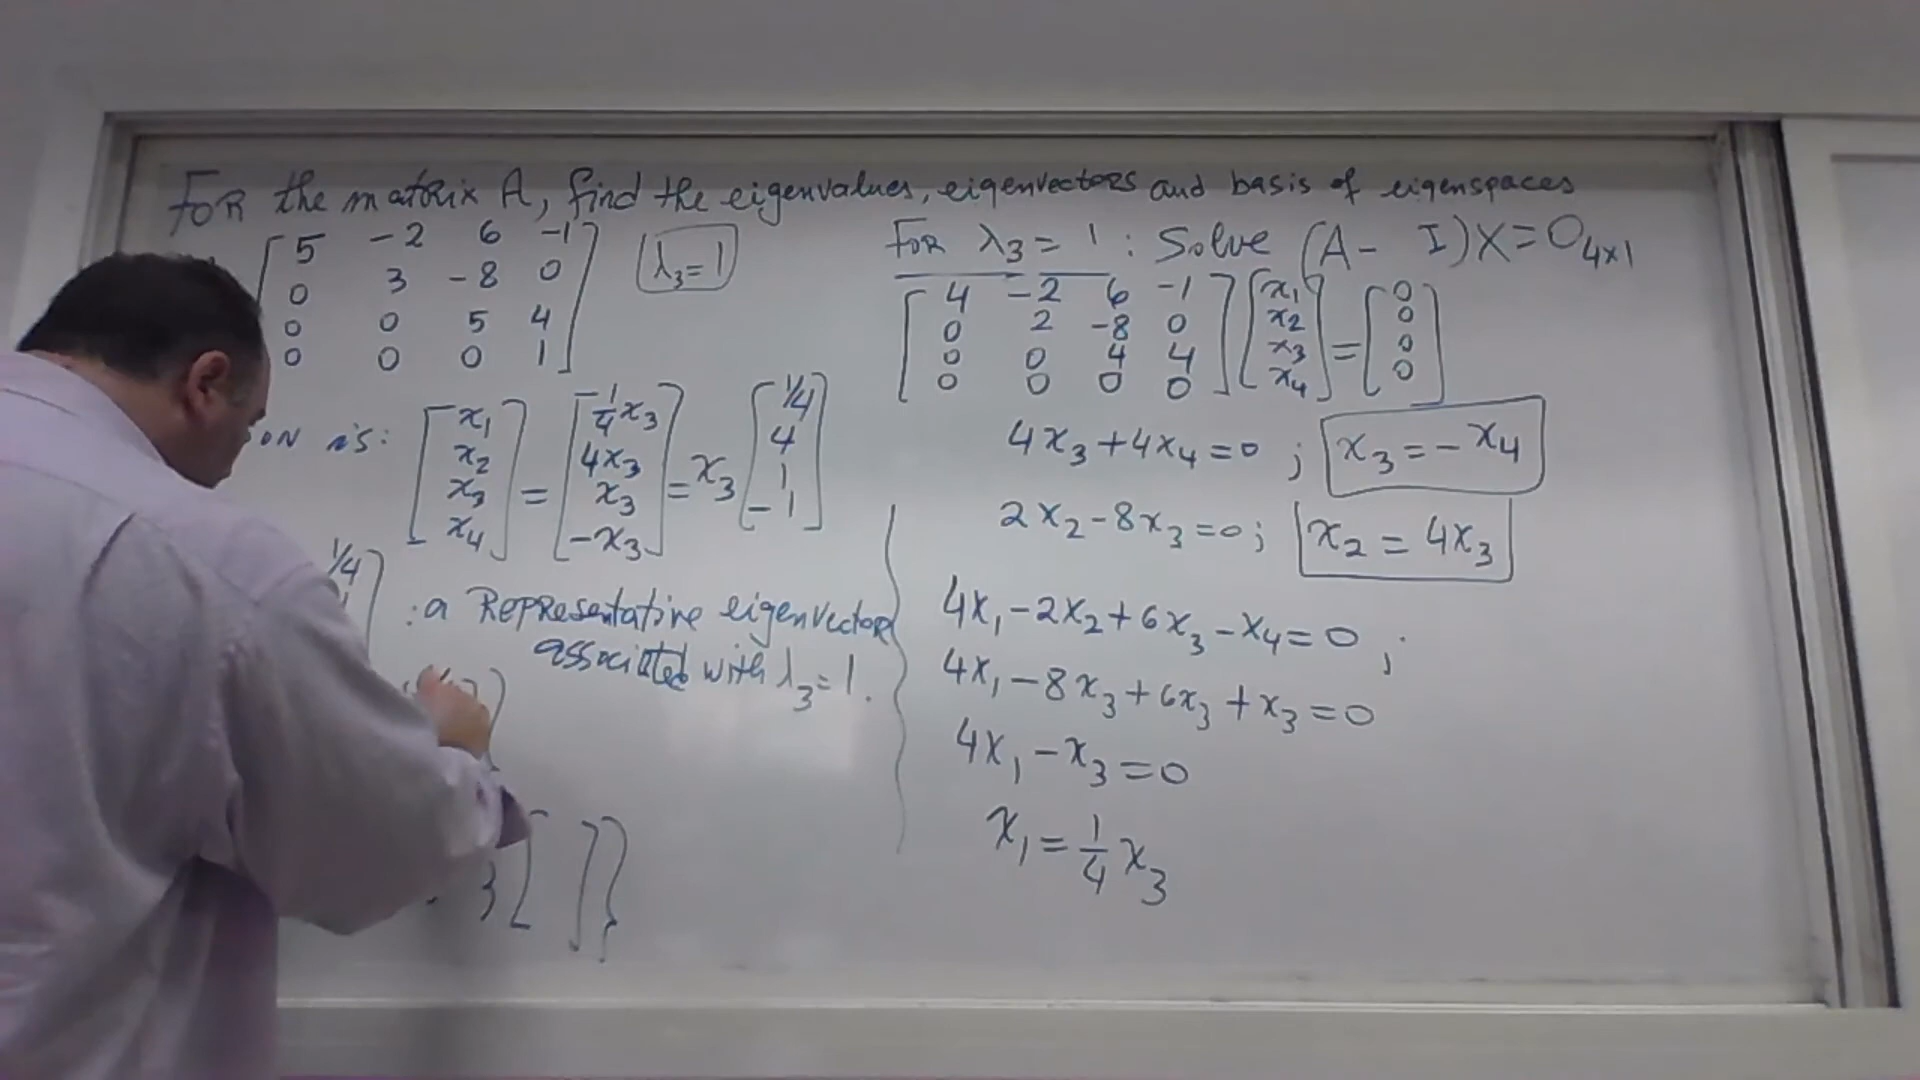 For the matrix A, find the eigenvalues, eigenvectors and basis of eigenspaces
[5 -2 6 -1]
[0 3 -8 0]
[0 0 5 4]
[0 0 0 1]
λ₃=1
ON is: [x₁ x₂ x₃ x₄] = [¼x₃ 4x₃ x₃ -x₃] = x₃ [1/4 4 1 -1]
1/4
: a Representative eigenvector
associated with λ₃=1.
3[ ]}
For λ₃=1: Solve (A- I)X=O₄ₓ₁
[4 -2 6 -1] [x₁] [0]
[0 2 -8 0] [x₂] [0]
[0 0 4 4] [x₃] = [0]
[0 0 0 0] [x₄] [0]
4x₃+4x₄=0 ; x₃=-x₄
2x₂-8x₃=0; x₂=4x₃
4x₁-2x₂+6x₃-x₄=0 ;
4x₁-8x₃+6x₃+x₃=0
4x₁-x₃=0
x₁=¼x₃